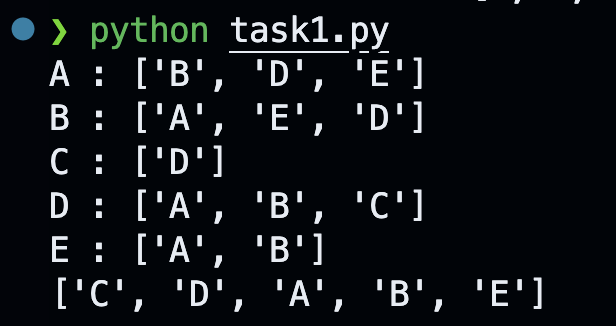 ❯ python task1.py
A : ['B', 'D', 'E']
B : ['A', 'E', 'D']
C : ['D']
D : ['A', 'B', 'C']
E : ['A', 'B']
['C', 'D', 'A', 'B', 'E']